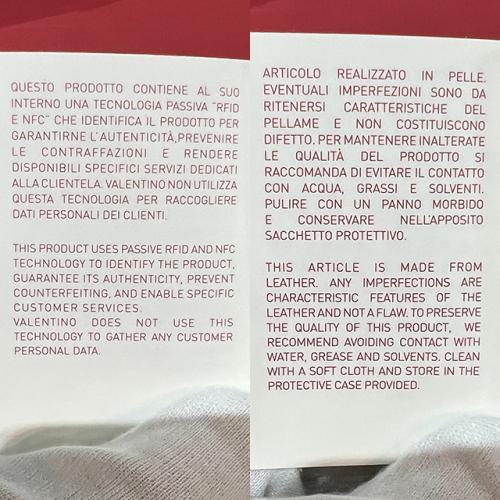 QUESTO PRODOTTO CONTIENE AL SUO
INTERNO UNA TECNOLOGIA PASSIVA "RFID
E NFC" CHE IDENTIFICA IL PRODOTTO PER
GARANTIRNE L'AUTENTICITÀ,PREVENIRE
LE CONTRAFFAZIONI E RENDERE
DISPONIBILI SPECIFICI SERVIZI DEDICATI
ALLA CLIENTELA. VALENTINO NON UTILIZZA
QUESTA TECNOLOGIA PER RACCOGLIERE
DATI PERSONALI DEI CLIENTI.
THIS PRODUCT USES PASSIVE RFID AND NFC
TECHNOLOGY TO IDENTIFY THE PRODUCT,
GUARANTEE ITS AUTHENTICITY, PREVENT
COUNTERFEITING, AND ENABLE SPECIFIC
CUSTOMER SERVICES.
VALENTINO DOES NOT USE THIS
TECHNOLOGY TO GATHER ANY CUSTOMER
PERSONAL DATA.
ARTICOLO REALIZZATO IN PELLE.
EVENTUALI IMPERFEZIONI SONO DA
RITENERSI CARATTERISTICHE DEL
PELLAME E NON COSTITUISCONO
DIFETTO. PER MANTENERE INALTERATE
LE QUALITÀ DEL PRODOTTO SI
RACCOMANDA DI EVITARE IL CONTATTO
CON ACQUA, GRASSI E SOLVENTI.
PULIRE CON UN PANNO MORBIDO
E CONSERVARE NELL'APPOSITO
SACCHETTO PROTETTIVO.
THIS ARTICLE IS MADE FROM
LEATHER. ANY IMPERFECTIONS ARE
CHARACTERISTIC FEATURES OF THE
LEATHER AND NOT A FLAW. TO PRESERVE
THE QUALITY OF THIS PRODUCT, WE
RECOMMEND AVOIDING CONTACT WITH
WATER, GREASE AND SOLVENTS. CLEAN
WITH A SOFT CLOTH AND STORE IN THE
PROTECTIVE CASE PROVIDED.